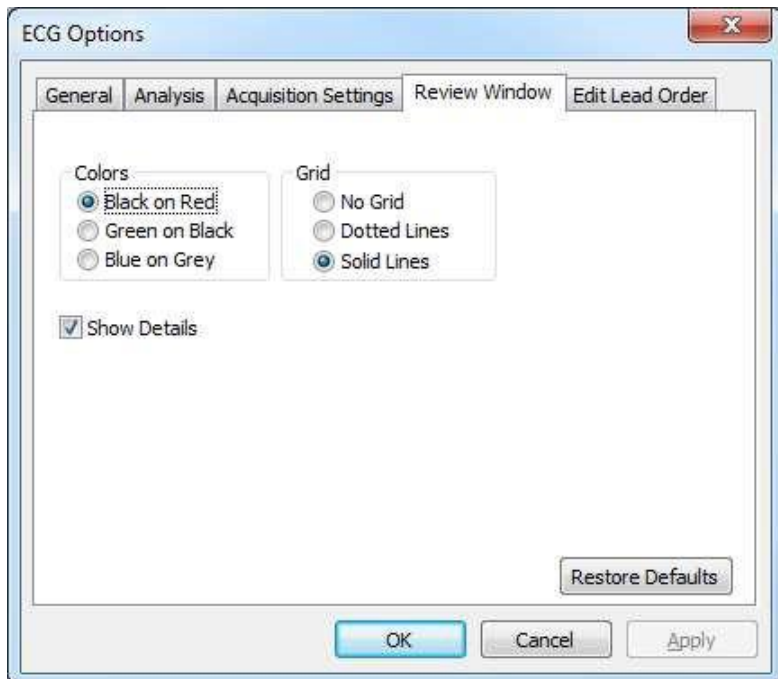 ECG Options
General Analysis Acquisition Settings Review Window Edit Lead Order
Colors
Black on Red
Green on Black
Blue on Grey
Grid
No Grid
Dotted Lines
Solid Lines
Show Details
Restore Defaults
OK Cancel Apply